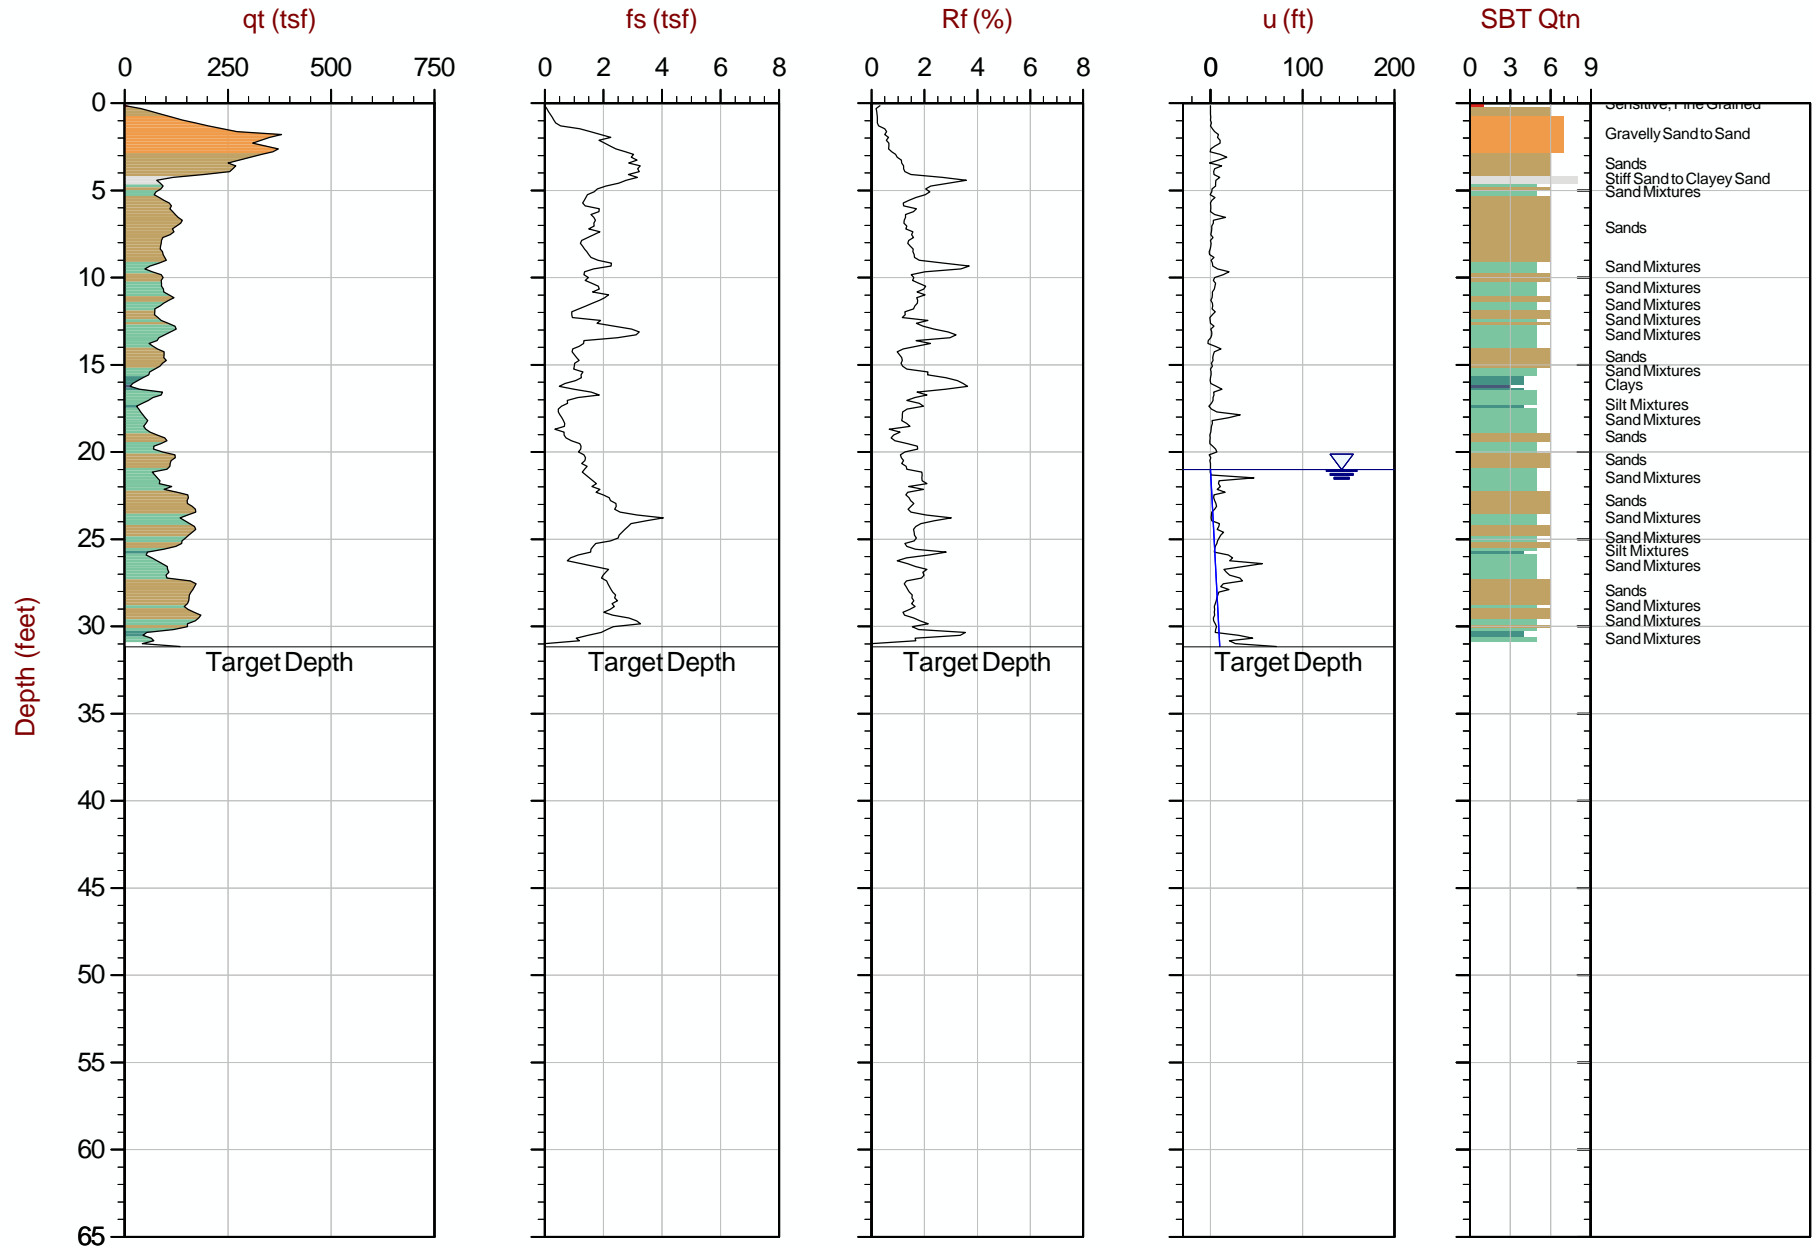 qt (tsf) fs (tsf) Rf (%) u (ft) SBT Qtn
0 250 500 750 0 2 4 6 8 0 2 4 6 8 0 100 200 0 3 6 9
0
5
10
15
20
25
30
35
40
45
50
55
60
65
Depth (feet)
Target Depth Target Depth Target Depth Target Depth
Sensitive, Fine Grained
Gravelly Sand to Sand
Sands
Stiff Sand to Clayey Sand
Sand Mixtures
Sands
Sand Mixtures
Sand Mixtures
Sand Mixtures
Sand Mixtures
Sand Mixtures
Sands
Sand Mixtures
Clays
Silt Mixtures
Sand Mixtures
Sands
Sands
Sand Mixtures
Sands
Sand Mixtures
Sand Mixtures
Silt Mixtures
Sand Mixtures
Sands
Sand Mixtures
Sand Mixtures
Sand Mixtures